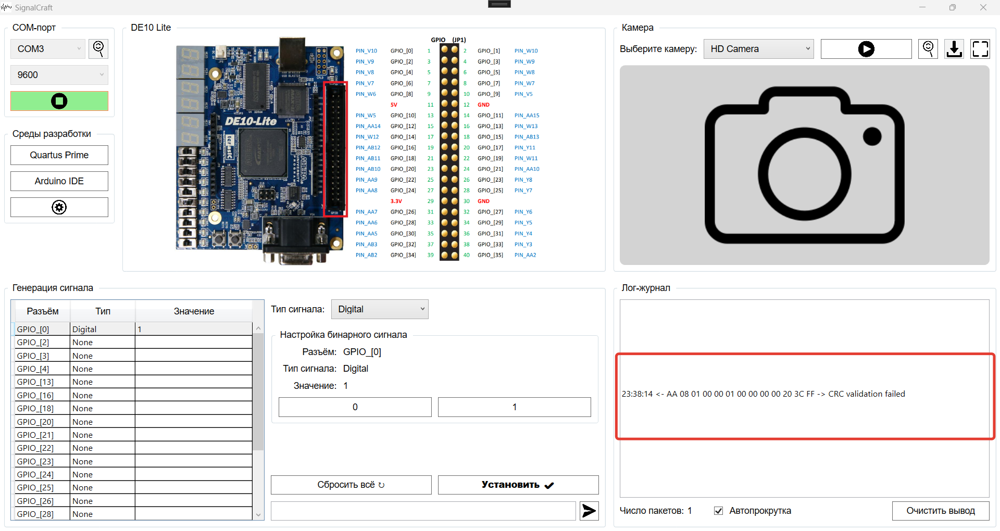 SignalCraft
COM-порт
COM3
9600
Среды разработки
Quartus Prime
Arduino IDE
DE10 Lite
DE10-Lite
terasic
GPIO (JP1)
PIN_V10 GPIO_[0] 1 2 GPIO_[1] PIN_W10
PIN_V9 GPIO_[2] 3 4 GPIO_[3] PIN_W9
PIN_V8 GPIO_[4] 5 6 GPIO_[5] PIN_W8
PIN_V7 GPIO_[6] 7 8 GPIO_[7] PIN_W7
PIN_W6 GPIO_[8] 9 10 GPIO_[9] PIN_V5
5V 11 12 GND
PIN_W5 GPIO_[10] 13 14 GPIO_[11] PIN_AA15
PIN_AA14 GPIO_[12] 15 16 GPIO_[13] PIN_W13
PIN_W12 GPIO_[14] 17 18 GPIO_[15] PIN_AB13
PIN_AB12 GPIO_[16] 19 20 GPIO_[17] PIN_Y11
PIN_AB11 GPIO_[18] 21 22 GPIO_[19] PIN_W11
PIN_AB10 GPIO_[20] 23 24 GPIO_[21] PIN_AA10
PIN_AA9 GPIO_[22] 25 26 GPIO_[23] PIN_Y8
PIN_AA8 GPIO_[24] 27 28 GPIO_[25] PIN_Y7
3.3V 29 30 GND
PIN_AA7 GPIO_[26] 31 32 GPIO_[27] PIN_Y6
PIN_AA6 GPIO_[28] 33 34 GPIO_[29] PIN_Y5
PIN_AA5 GPIO_[30] 35 36 GPIO_[31] PIN_Y4
PIN_AB3 GPIO_[32] 37 38 GPIO_[33] PIN_Y3
PIN_AB2 GPIO_[34] 39 40 GPIO_[35] PIN_AA2
Камера
Выберите камеру: HD Camera
Генерация сигнала
Разъём Тип Значение
GPIO_[0] Digital 1
GPIO_[2] None
GPIO_[3] None
GPIO_[4] None
GPIO_[13] None
GPIO_[16] None
GPIO_[18] None
GPIO_[20] None
GPIO_[21] None
GPIO_[22] None
GPIO_[23] None
GPIO_[24] None
GPIO_[25] None
GPIO_[26] None
GPIO_[28] None
Тип сигнала: Digital
Настройка бинарного сигнала
Разъём: GPIO_[0]
Тип сигнала: Digital
Значение: 1
0 1
Сбросить всё ↻ Установить ✔
Лог-журнал
23:38:14 <- AA 08 01 00 00 01 00 00 00 00 20 3C FF -> CRC validation failed
Число пакетов: 1 Автопрокрутка Очистить вывод